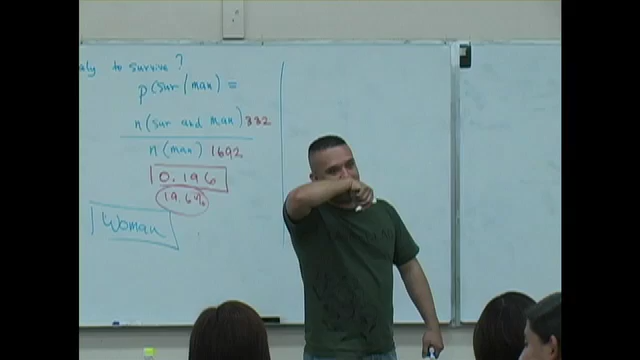 to survive ?
p(sur / man) =
n(sur and man) 332
n(man) 1692
0.196
19.6%
Woman